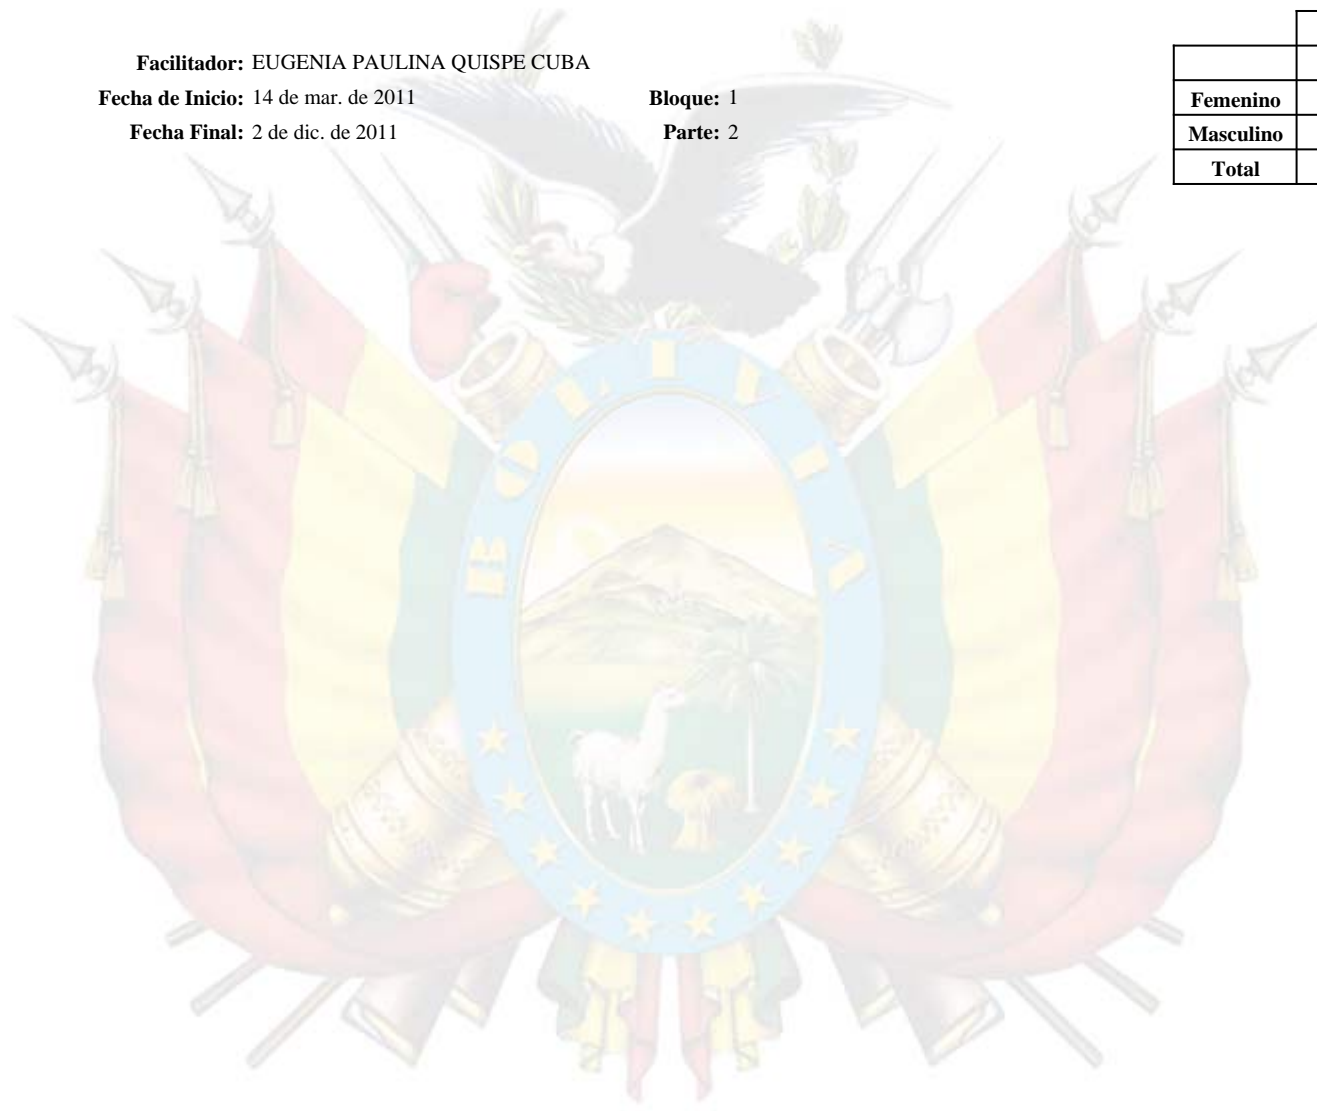 Facilitador: EUGENIA PAULINA QUISPE CUBA
Fecha de Inicio: 14 de mar. de 2011 Bloque: 1
Fecha Final: 2 de dic. de 2011 Parte: 2
Femenino
Masculino
Total
BOLIVIA